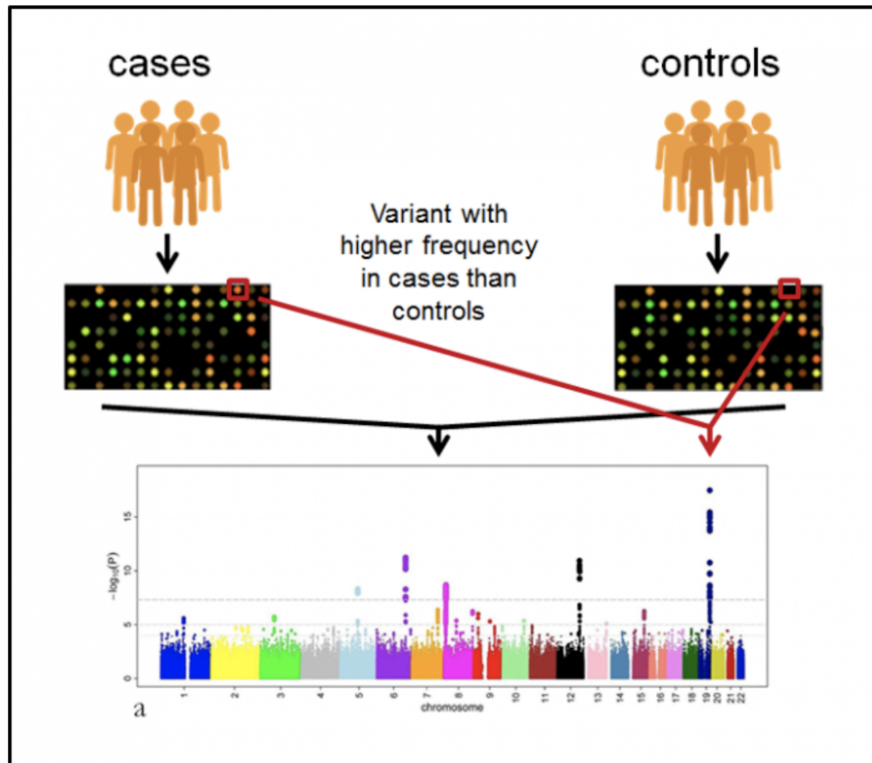 cases
controls
Variant with
higher frequency
in cases than
controls
−log₁₀(P)
15
10
5
0
1 2 3 4 5 6 7 8 9 10 11 12 13 14 15 16 17 18 19 20 21 22
chromosome
a